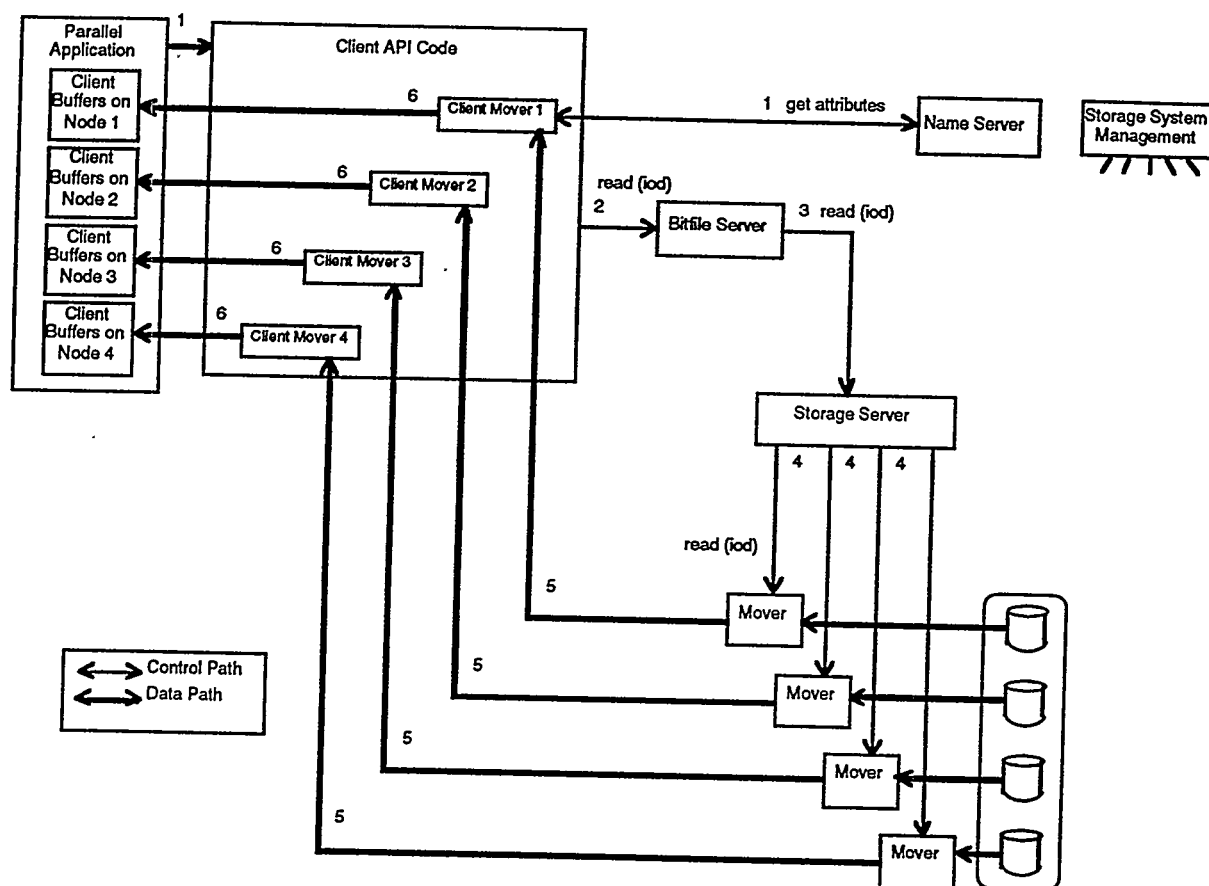 Parallel
Application
1
Client API Code
Client
Buffers on
Node 1
6
Client Mover 1
1 get attributes
Name Server
Storage System
Management
Client
Buffers on
Node 2
6
Client Mover 2
read (iod)
2
Bitfile Server
3 read (iod)
Client
Buffers on
Node 3
6
Client Mover 3
Client
Buffers on
Node 4
6
Client Mover 4
Storage Server
4
4
4
read (iod)
5
Mover
Control Path
Data Path
5
Mover
5
Mover
5
Mover